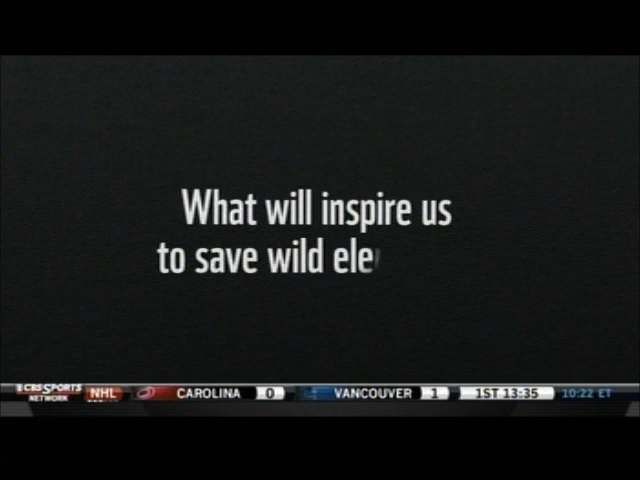 What will inspire us
to save wild ele
CBS SPORTS NETWORK NHL CAROLINA 0 VANCOUVER 1 1ST 13:35 10:22 ET